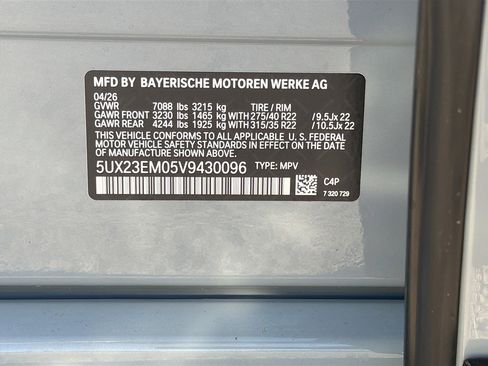 MFD BY BAYERISCHE MOTOREN WERKE AG
04/26
GVWR 7088 lbs 3215 kg TIRE / RIM
GAWR FRONT 3230 lbs 1465 kg WITH 275/40 R22 / 9.5Jx 22
GAWR REAR 4244 lbs 1925 kg WITH 315/35 R22 / 10.5Jx 22
THIS VEHICLE CONFORMS TO ALL APPLICABLE U. S. FEDERAL
MOTOR VEHICLE SAFETY STANDARDS IN EFFECT ON THE DATE
OF MANUFACTURE SHOWN ABOVE.
5UX23EM05V9430096 TYPE: MPV
C4P
7 320 729